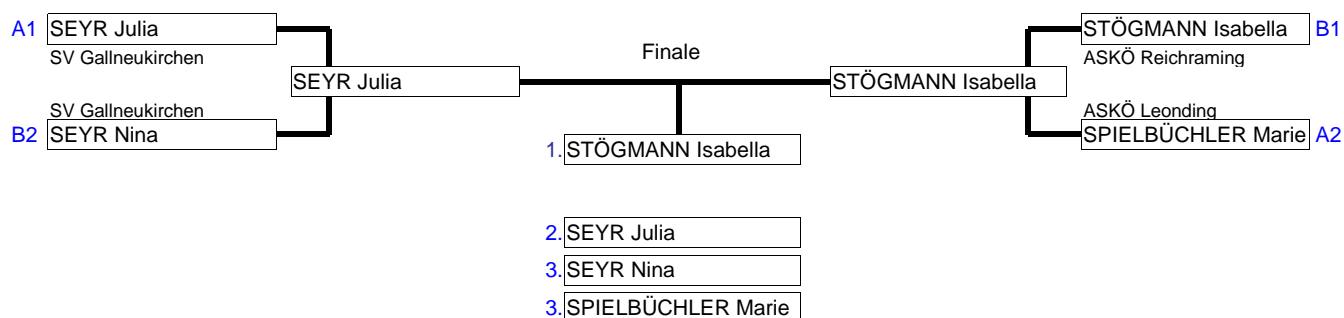 A1 SEYR Julia
SV Gallneukirchen
SV Gallneukirchen
B2 SEYR Nina
SEYR Julia
Finale
STÖGMANN Isabella
STÖGMANN Isabella B1
ASKÖ Reichraming
ASKÖ Leonding
SPIELBÜCHLER Marie A2
1. STÖGMANN Isabella
2. SEYR Julia
3. SEYR Nina
3. SPIELBÜCHLER Marie